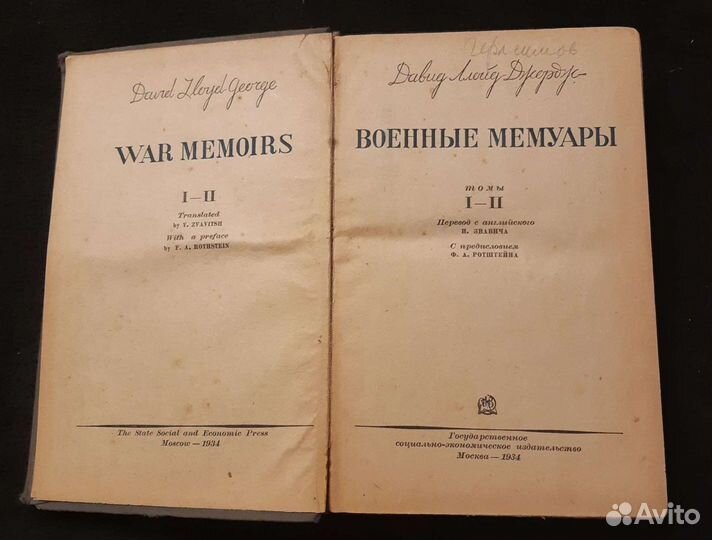 David Lloyd George
WAR MEMOIRS
I—II
Translated
by Y. ZVAVITSH
With a preface
by F. A. ROTHSTEIN
The State Social and Economic Press
Moscow—1934
Герасимов
Давид Ллойд Джордж
ВОЕННЫЕ МЕМУАРЫ
томы
I—II
Перевод с английского
И. ЗВАВИЧА
С предисловием
Ф. А. РОТШТЕЙНА
Государственное
социально-экономическое издательство
Москва—1934
Avito